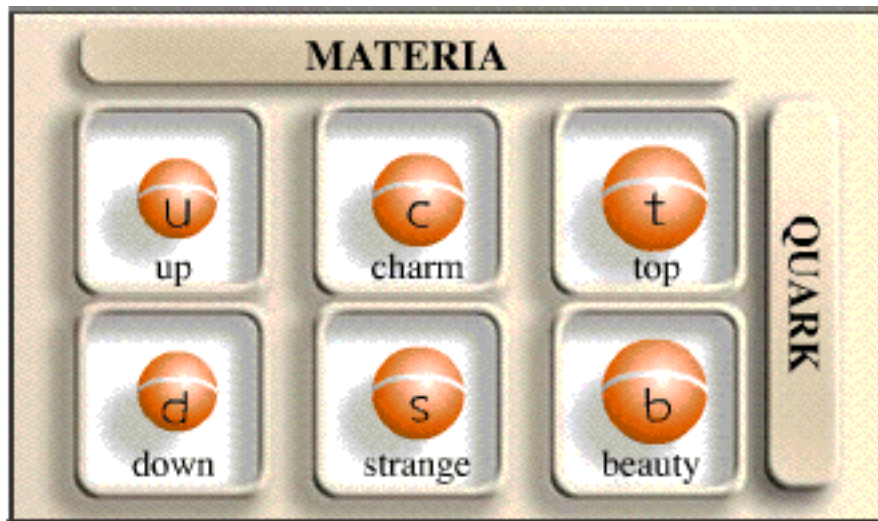 MATERIA
u c t
up charm top
d s b
down strange beauty
QUARK